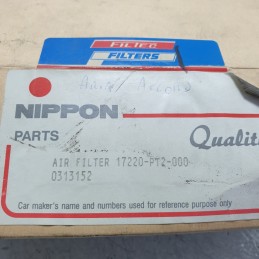 FILTER
FILTERS
NIPPON
PARTS
Qualit
AIR FILTER 17220-PT2-000
0313152
Car maker's name and numbers used for reference purpose only